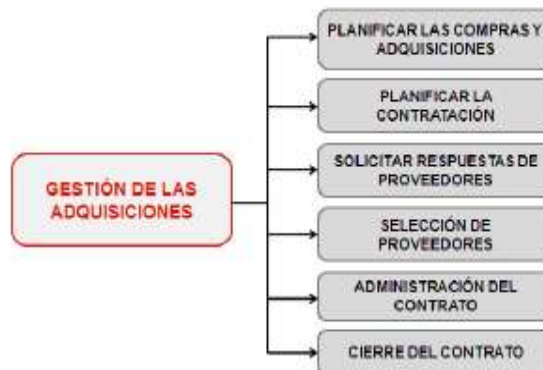 GESTIÓN DE LAS
ADQUISICIONES
PLANIFICAR LAS COMPRAS Y
ADQUISICIONES
PLANIFICAR LA
CONTRATACIÓN
SOLICITAR RESPUESTAS DE
PROVEEDORES
SELECCIÓN DE
PROVEEDORES
ADMINISTRACIÓN DEL
CONTRATO
CIERRE DEL CONTRATO